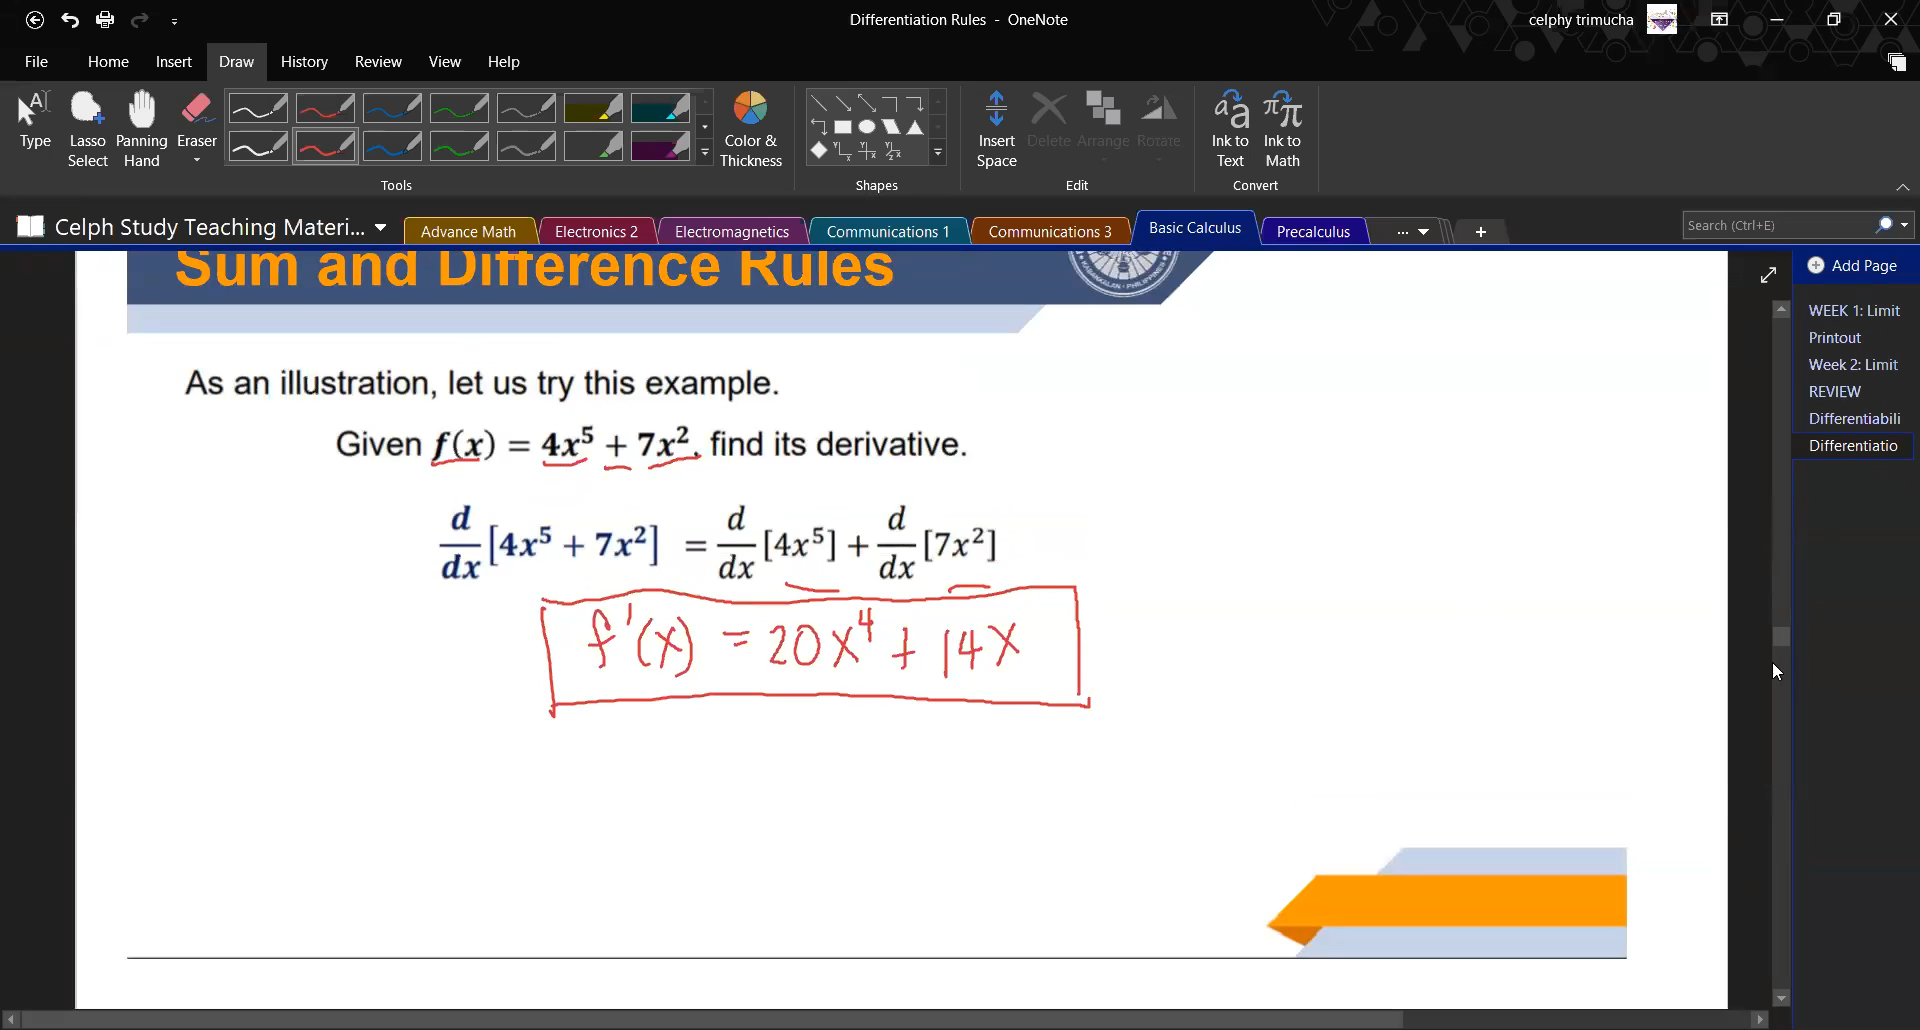 Differentiation Rules - OneNote
celphy trimucha
File Home Insert Draw History Review View Help
Type
Lasso Select
Panning Hand
Eraser
Color & Thickness
Insert Space
Delete
Arrange
Rotate
Ink to Text
Ink to Math
Tools
Shapes
Edit
Convert
Celph Study Teaching Materi...
Advance Math
Electronics 2
Electromagnetics
Communications 1
Communications 3
Basic Calculus
Precalculus
...
Search (Ctrl+E)
Add Page
WEEK 1: Limit
Printout
Week 2: Limit
REVIEW
Differentiabili
Differentiatio
Sum and Difference Rules
As an illustration, let us try this example.
Given f(x) = 4x⁵ + 7x², find its derivative.
d/dx [4x⁵ + 7x²] = d/dx [4x⁵] + d/dx [7x²]
f'(x) = 20x⁴ + 14x